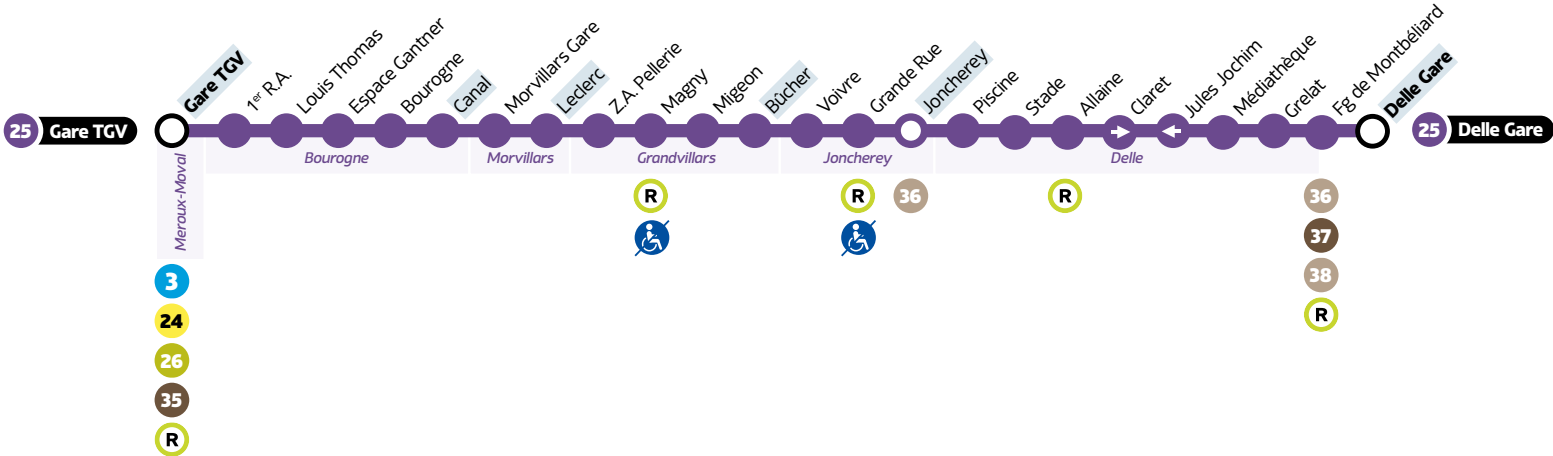 25 Gare TGV
Gare TGV
1er R.A.
Louis Thomas
Espace Gantner
Bourogne
Canal
Morvillars Gare
Leclerc
Z.A. Pellerie
Magny
Migeon
Bûcher
Voivre
Grande Rue
Joncherey
Piscine
Stade
Allaine
Claret
Jules Jochim
Médiathèque
Grelat
Fg de Montbéliard
Delle Gare
25 Delle Gare
Meroux-Moval
Bourogne
Morvillars
Grandvillars
Joncherey
Delle
R
R
36
R
36
37
38
R
3
24
26
35
R